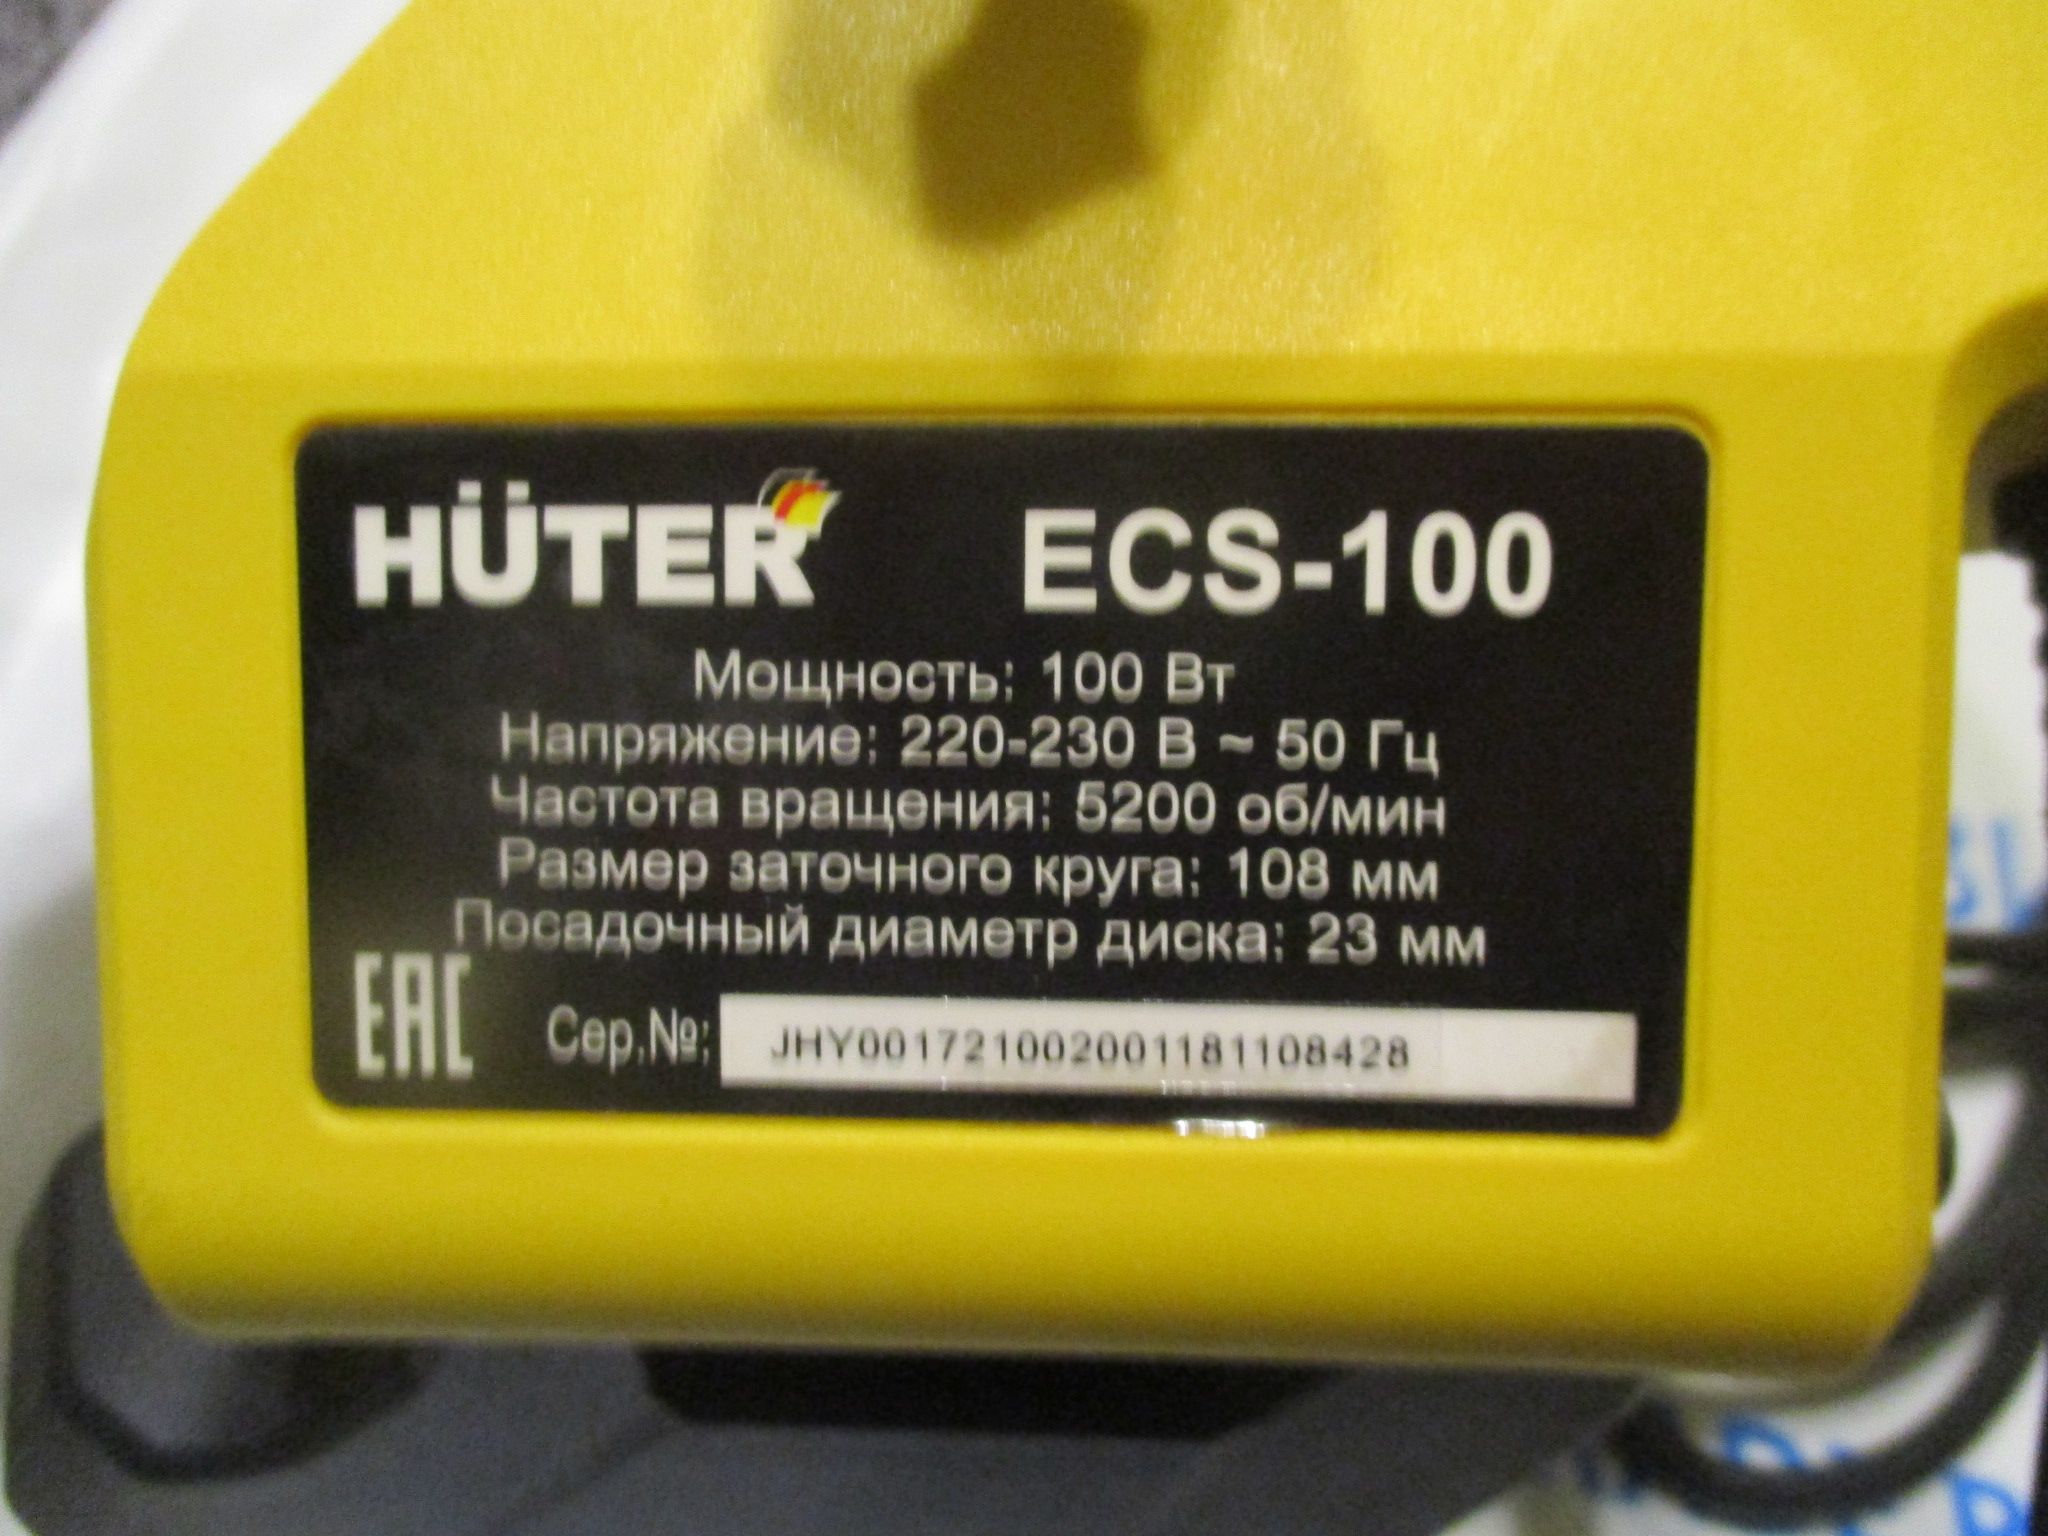 HÜTER ECS-100
Мощность: 100 Вт
Напряжение: 220-230 В ~ 50 Гц
Частота вращения: 5200 об/мин
Размер заточного круга: 108 мм
Посадочный диаметр диска: 23 мм
EAC Сер.№: JHY001721002001181108428